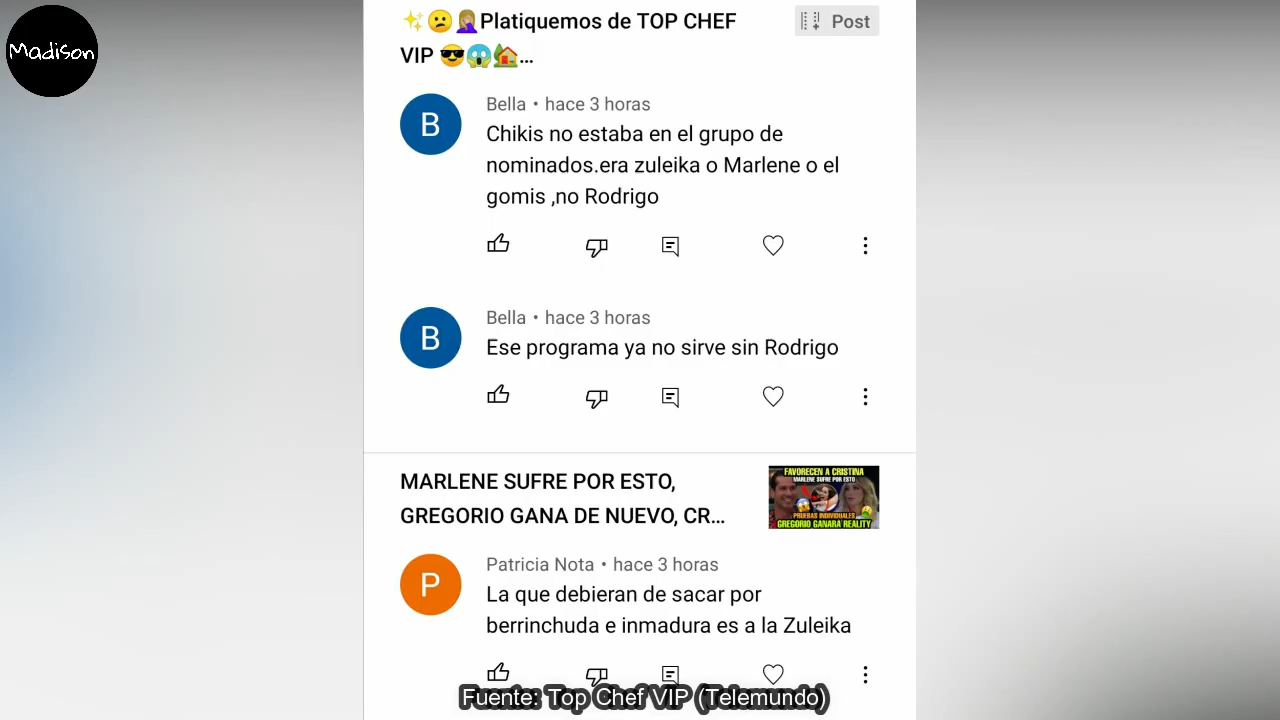 Madison
✨😕🤦🏼‍♀️Platiquemos de TOP CHEF
VIP 😎😱🏡...
Post
Bella • hace 3 horas
B
Chikis no estaba en el grupo de
nominados.era zuleika o Marlene o el
gomis ,no Rodrigo
Bella • hace 3 horas
B
Ese programa ya no sirve sin Rodrigo
MARLENE SUFRE POR ESTO,
GREGORIO GANA DE NUEVO, CR...
FAVORECEN A CRISTINA
MARLENE SUFRE POR ESTO
PRUEBAS INDIVIDUALES
GREGORIO GANARÁ REALITY
Patricia Nota • hace 3 horas
P
La que debieran de sacar por
berrinchuda e inmadura es a la Zuleika
Fuente: Top Chef VIP (Telemundo)